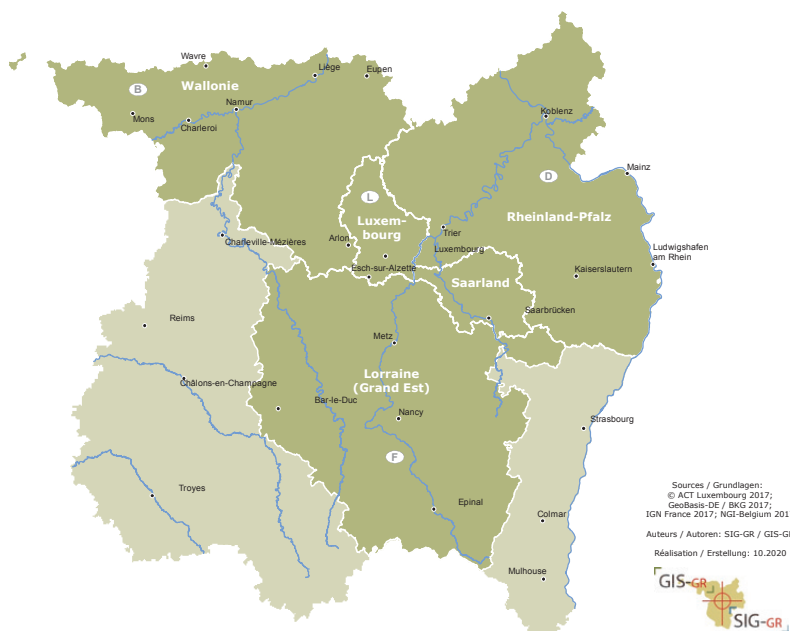 Wavre
Liège
Eupen
B
Wallonie
Namur
Mons
Charleroi
Koblenz
Mainz
D
L
Luxem-
bourg
Rheinland-Pfalz
Trier
Charleville-Mézières
Arlon
Luxembourg
Ludwigshafen
am Rhein
Esch-sur-Alzette
Kaiserslautern
Saarland
Reims
Saarbrücken
Metz
Lorraine
(Grand Est)
Châlons-en-Champagne
Bar-le-Duc
Nancy
Strasbourg
F
Troyes
Epinal
Colmar
Mulhouse
Sources / Grundlagen:
© ACT Luxembourg 2017;
GeoBasis-DE / BKG 2017;
IGN France 2017; NGI-Belgium 201
Auteurs / Autoren: SIG-GR / GIS-G
Réalisation / Erstellung: 10.2020
GIS-GR
SIG-GR